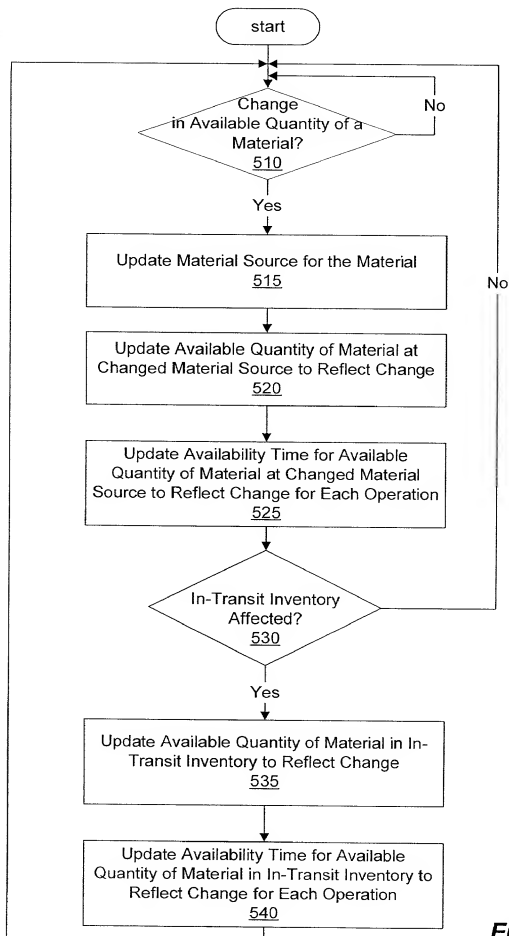 start
Change
in Available Quantity of a
Material?
510
No
Yes
Update Material Source for the Material
515
No
Update Available Quantity of Material at
Changed Material Source to Reflect Change
520
Update Availability Time for Available
Quantity of Material at Changed Material
Source to Reflect Change for Each Operation
525
In-Transit Inventory
Affected?
530
Yes
Update Available Quantity of Material in In-
Transit Inventory to Reflect Change
535
Update Availability Time for Available
Quantity of Material in In-Transit Inventory to
Reflect Change for Each Operation
540